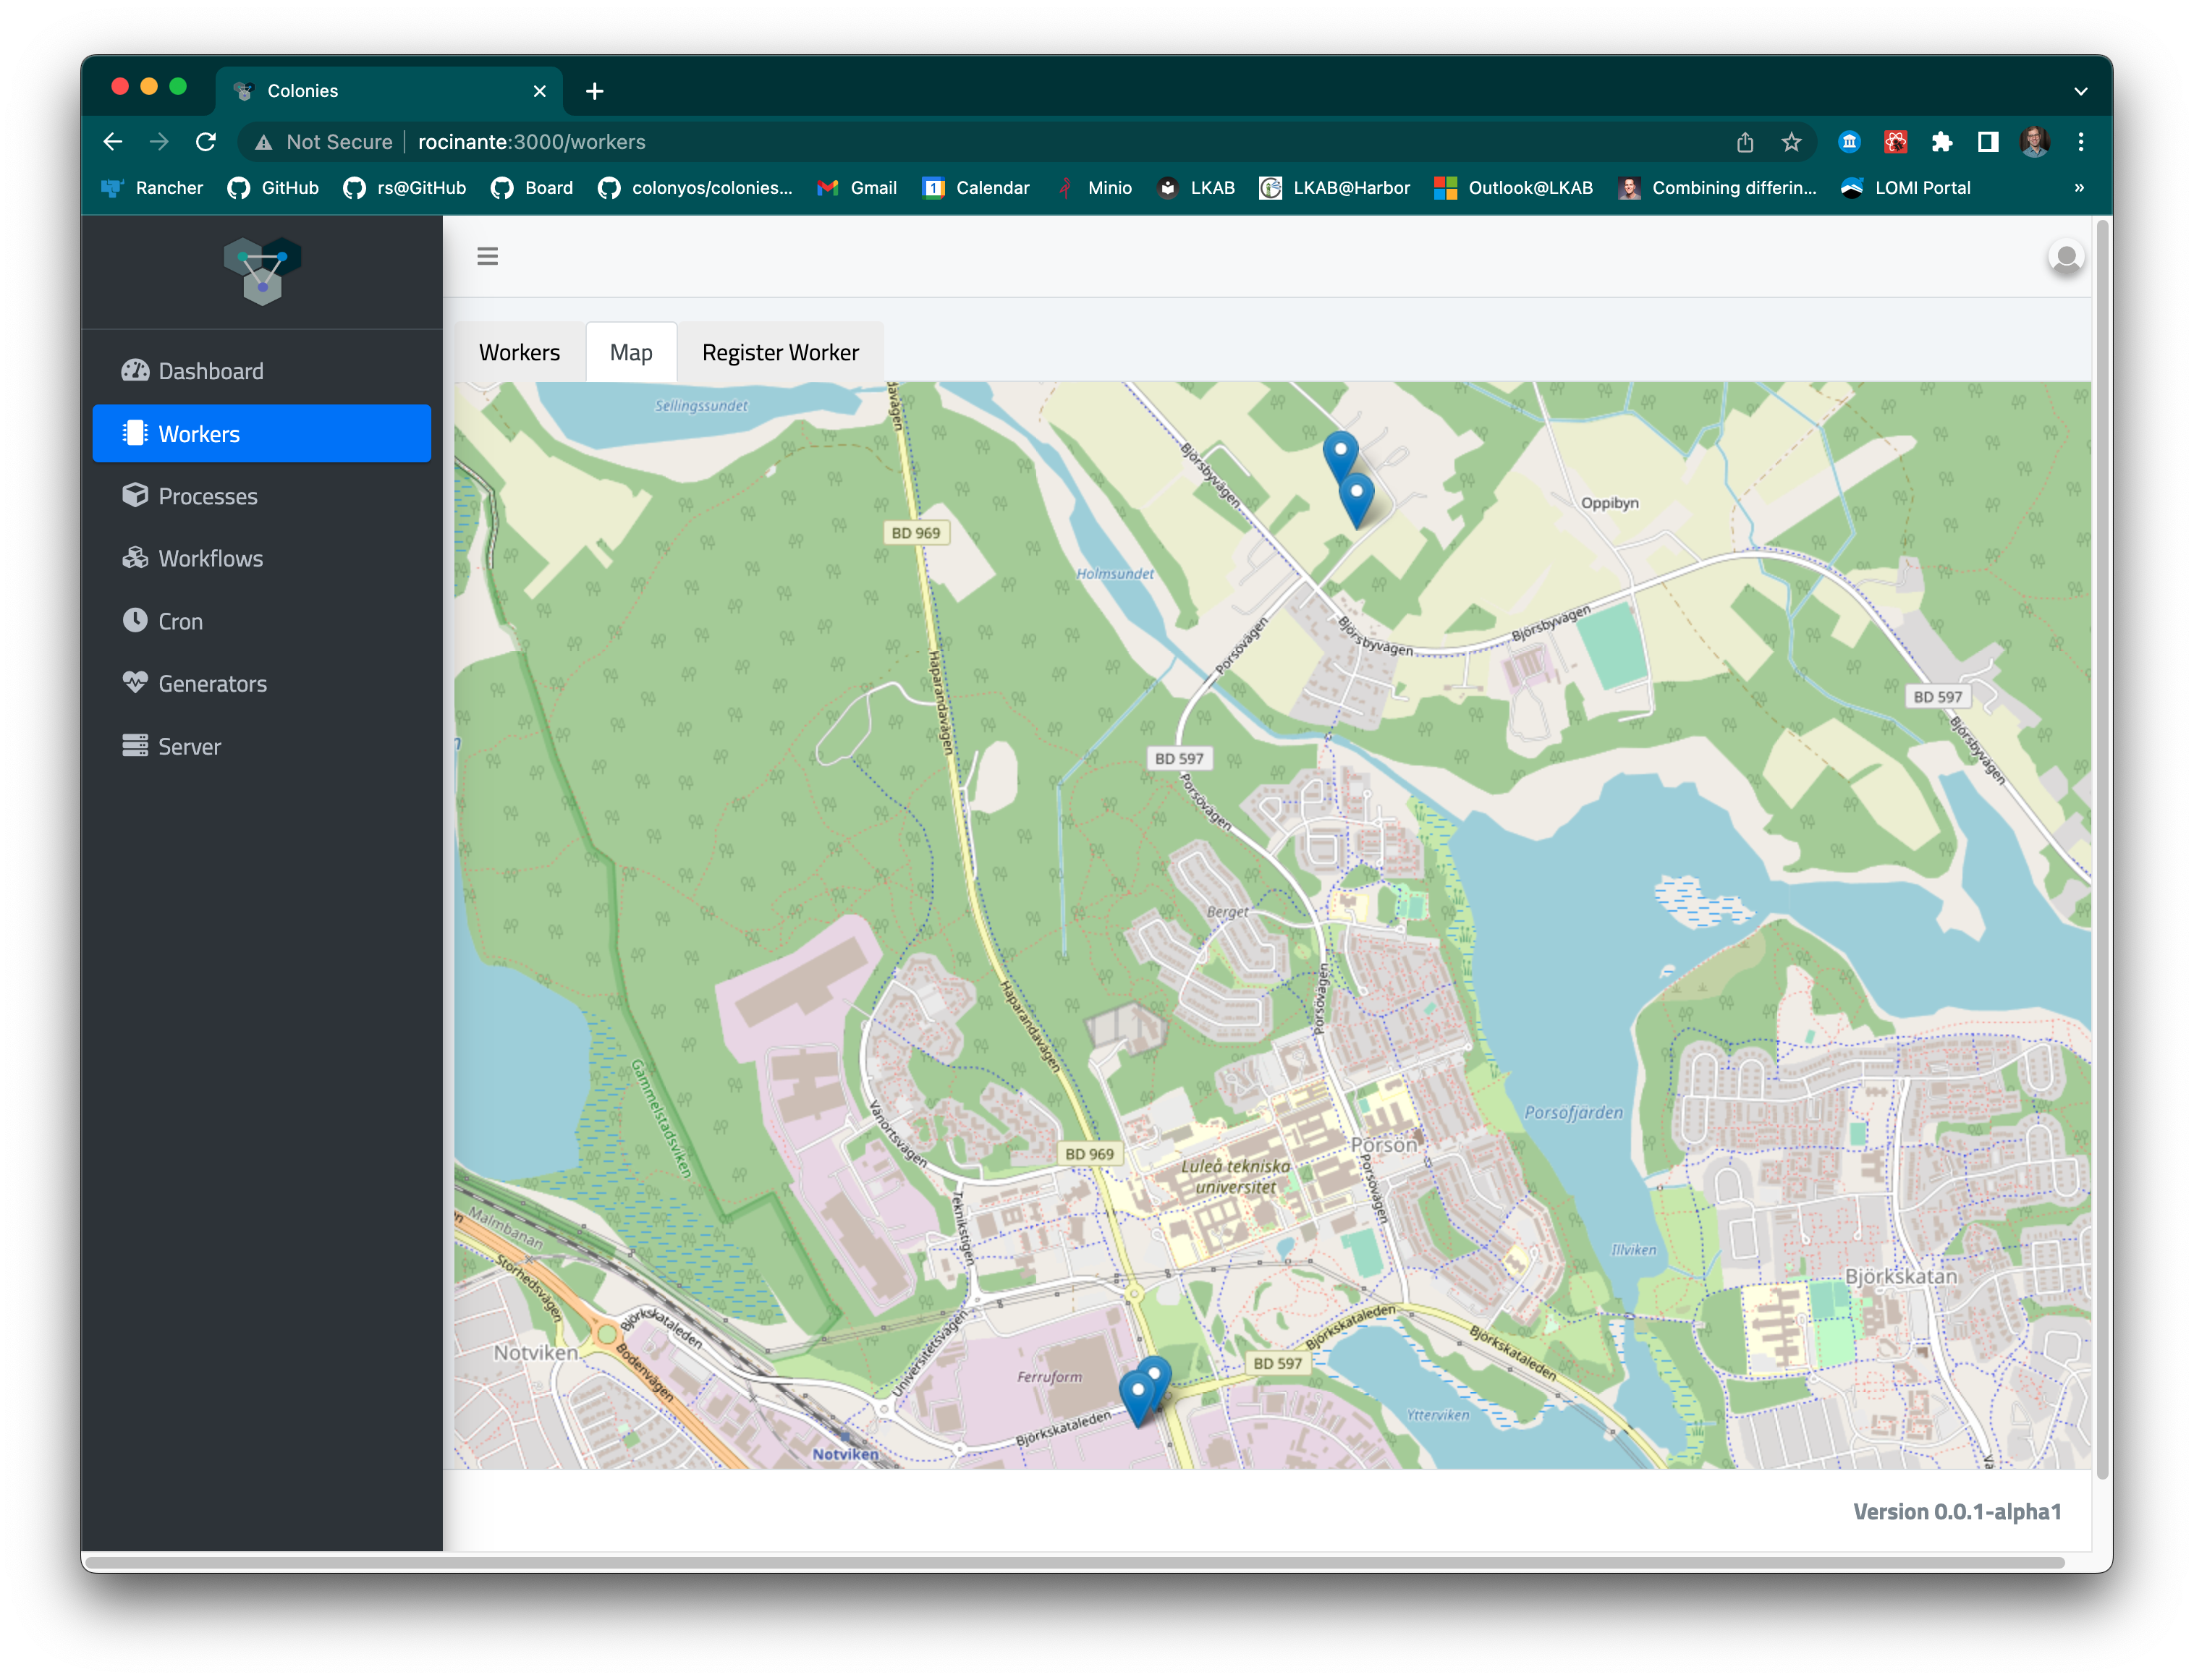 Colonies
Not Secure
rocinante:3000/workers
Rancher
GitHub
rs@GitHub
Board
colonyos/colonies...
Gmail
1
Calendar
Minio
LKAB
LKAB@Harbor
Outlook@LKAB
Combining differin...
LOMI Portal
»
Dashboard
Workers
Processes
Workflows
Cron
Generators
Server
Workers
Map
Register Worker
Sellingssundet
Björsbyvägen
BD 969
Oppibyn
Holmsundet
Björsbyvägen
Björsbyvägen
Porsövägen
Haparandavägen
BD 597
Björsbyvägen
BD 597
Porsövägen
Berget
Porsövägen
Haparandavägen
Gammelstadsviken
Porsöfjärden
Vänortsvägen
BD 969
Porsön
Luleå tekniska
universitet
Porsövägen
Teknikstigen
Malmbanan
Storhedsvägen
Illviken
Björkskatan
Björkskataleden
Björkskataleden
Björkskataleden
Notviken
Bodenvägen
Universitetsvägen
BD 597
Ferruform
Björkskataleden
Ytterviken
Notviken
Version 0.0.1-alpha1